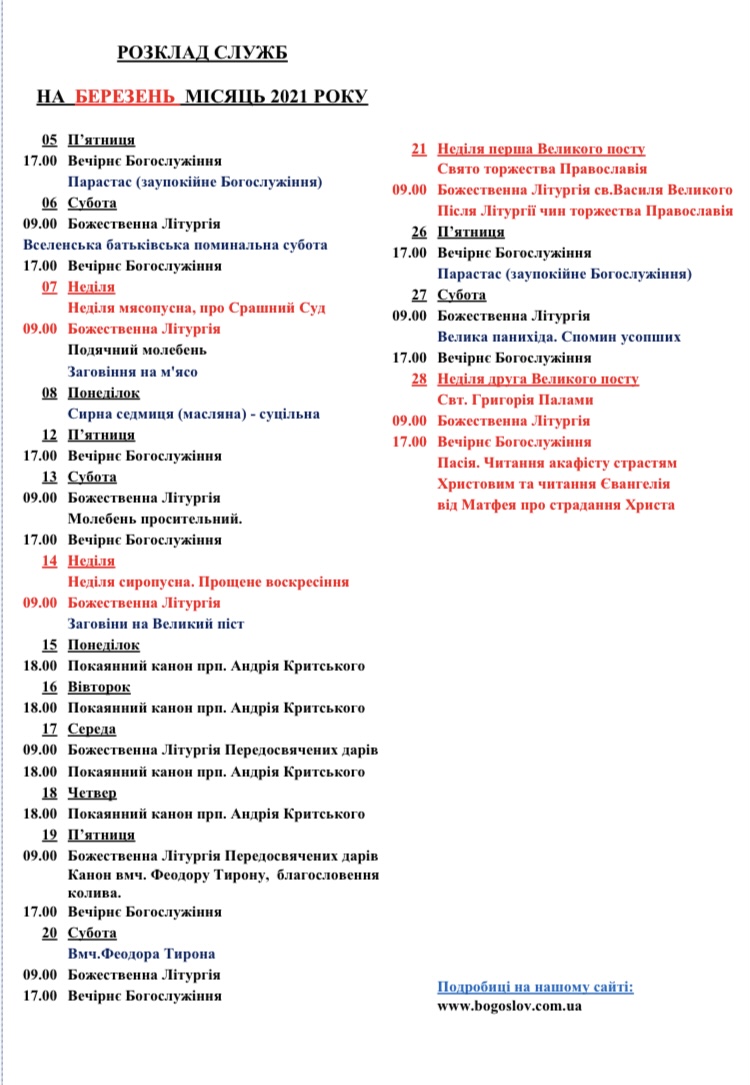 РОЗКЛАД СЛУЖБ
НА БЕРЕЗЕНЬ МІСЯЦЬ 2021 РОКУ
05 П’ятниця
17.00 Вечірнє Богослужіння
Парастас (заупокійне Богослужіння)
06 Субота
09.00 Божественна Літургія
Вселенська батьківська поминальна субота
17.00 Вечірнє Богослужіння
07 Неділя
Неділя мясопусна, про Срашний Суд
09.00 Божественна Літургія
Подячний молебень
Заговіння на м'ясо
08 Понеділок
Сирна седмиця (масляна) - суцільна
12 П’ятниця
17.00 Вечірнє Богослужіння
13 Субота
09.00 Божественна Літургія
Молебень просительний.
17.00 Вечірнє Богослужіння
14 Неділя
Неділя сиропусна. Прощене воскресіння
09.00 Божественна Літургія
Заговіни на Великий піст
15 Понеділок
18.00 Покаянний канон прп. Андрія Критського
16 Вівторок
18.00 Покаянний канон прп. Андрія Критського
17 Середа
09.00 Божественна Літургія Передосвячених дарів
18.00 Покаянний канон прп. Андрія Критського
18 Четвер
18.00 Покаянний канон прп. Андрія Критського
19 П’ятниця
09.00 Божественна Літургія Передосвячених дарів
Канон вмч. Феодору Тирону, благословення
колива.
17.00 Вечірнє Богослужіння
20 Субота
Вмч.Феодора Тирона
09.00 Божественна Літургія
17.00 Вечірнє Богослужіння
21 Неділя перша Великого посту
Свято торжества Православія
09.00 Божественна Літургія св.Василя Великого
Після Літургії чин торжества Православія
26 П’ятниця
17.00 Вечірнє Богослужіння
Парастас (заупокійне Богослужіння)
27 Субота
09.00 Божественна Літургія
Велика панихіда. Спомин усопших
17.00 Вечірнє Богослужіння
28 Неділя друга Великого посту
Свт. Григорія Палами
09.00 Божественна Літургія
17.00 Вечірнє Богослужіння
Пасія. Читання акафісту страстям
Христовим та читання Євангелія
від Матфея про страдання Христа
Подробиці на нашому сайті:
www.bogoslov.com.ua